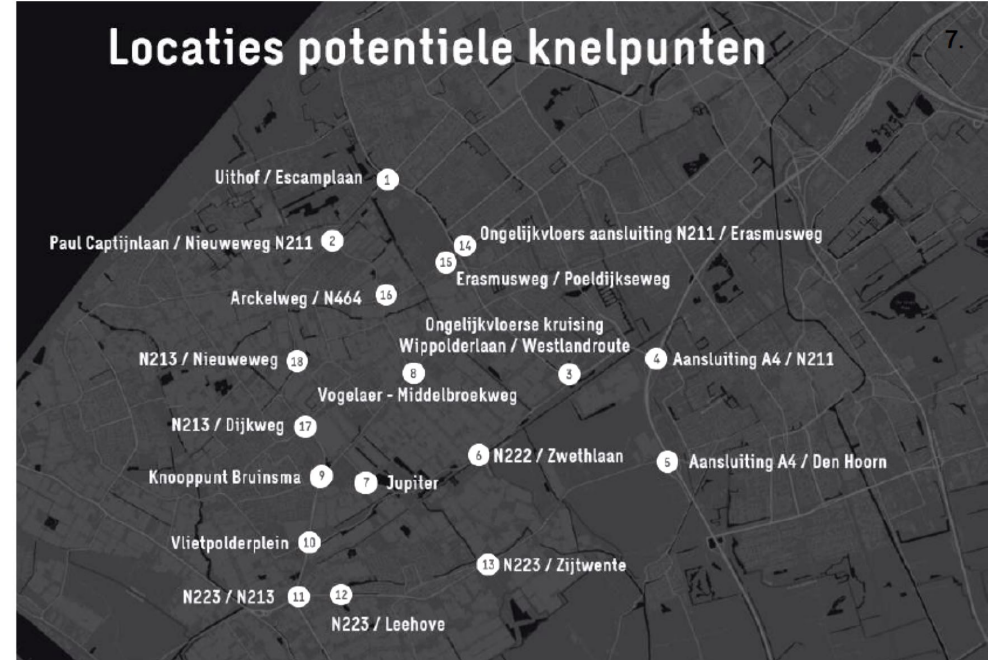 Locaties potentiele knelpunten
7.
Uithof / Escamplaan 1
Paul Captijnlaan / Nieuweweg N211 2
14 Ongelijkvloers aansluiting N211 / Erasmusweg
15 Erasmusweg / Poeldijkseweg
Arckelweg / N464 16
Ongelijkvloerse kruising
Wippolderlaan / Westlandroute
3
4 Aansluiting A4 / N211
N213 / Nieuweweg 18
8
Vogelaer - Middelbroekweg
N213 / Dijkweg 17
6 N222 / Zwethlaan
5 Aansluiting A4 / Den Hoorn
Knooppunt Bruinsma 9
7 Jupiter
Vlietpolderplein 10
13 N223 / Zijtwente
N223 / N213 11
12
N223 / Leehove